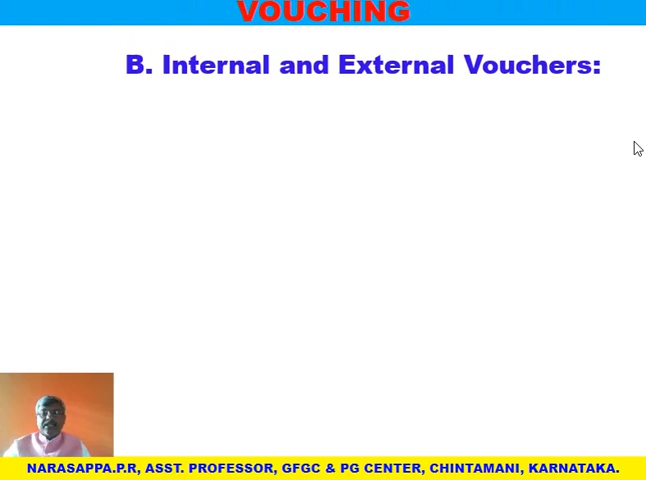 VOUCHING
B. Internal and External Vouchers:
NARASAPPA.P.R, ASST. PROFESSOR, GFGC & PG CENTER, CHINTAMANI, KARNATAKA.